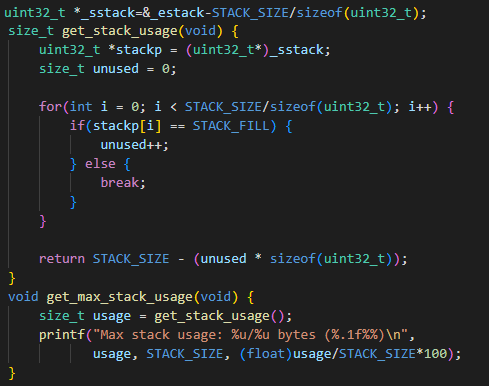 uint32_t *_sstack=&_estack-STACK_SIZE/sizeof(uint32_t);
size_t get_stack_usage(void) {
    uint32_t *stackp = (uint32_t*)_sstack;
    size_t unused = 0;

    for(int i = 0; i < STACK_SIZE/sizeof(uint32_t); i++) {
        if(stackp[i] == STACK_FILL) {
            unused++;
        } else {
            break;
        }
    }

    return STACK_SIZE - (unused * sizeof(uint32_t));
}
void get_max_stack_usage(void) {
    size_t usage = get_stack_usage();
    printf("Max stack usage: %u/%u bytes (%.1f%%)\n",
           usage, STACK_SIZE, (float)usage/STACK_SIZE*100);
}